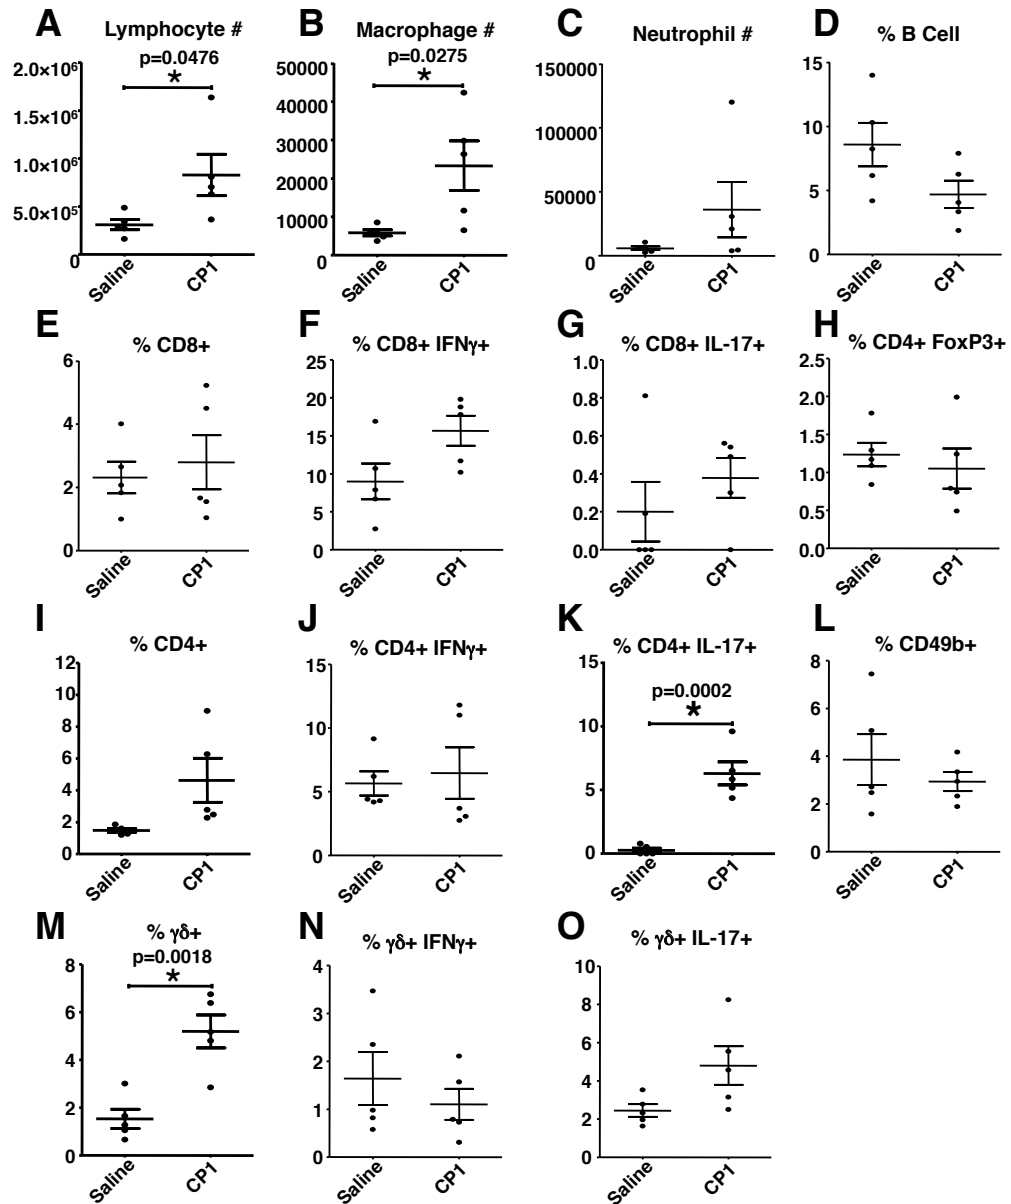 A Lymphocyte #
p=0.0476
*
2.0×10⁶
1.5×10⁶
1.0×10⁶
5.0×10⁵
0
Saline CP1
B Macrophage #
p=0.0275
*
50000
40000
30000
20000
10000
0
Saline CP1
C Neutrophil #
150000
100000
50000
0
Saline CP1
D % B Cell
15
10
5
0
Saline CP1
E % CD8+
6
4
2
0
Saline CP1
F % CD8+ IFNγ+
25
20
15
10
5
0
Saline CP1
G % CD8+ IL-17+
1.0
0.8
0.6
0.4
0.2
0.0
Saline CP1
H % CD4+ FoxP3+
2.5
2.0
1.5
1.0
0.5
0.0
Saline CP1
I % CD4+
12
10
8
6
4
2
0
Saline CP1
J % CD4+ IFNγ+
15
10
5
0
Saline CP1
K % CD4+ IL-17+
p=0.0002
*
15
10
5
0
Saline CP1
L % CD49b+
8
6
4
2
0
Saline CP1
M % γδ+
p=0.0018
*
8
6
4
2
0
Saline CP1
N % γδ+ IFNγ+
4
3
2
1
0
Saline CP1
O % γδ+ IL-17+
10
8
6
4
2
0
Saline CP1